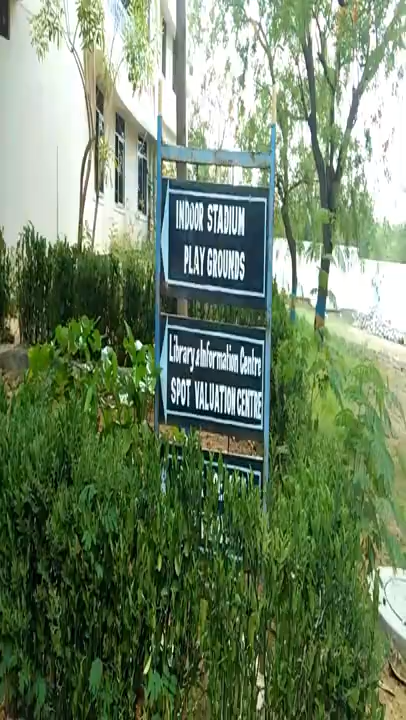 INDOOR STADIUM
PLAY GROUNDS
Library & Information Centre
SPOT VALUATION CENTRE